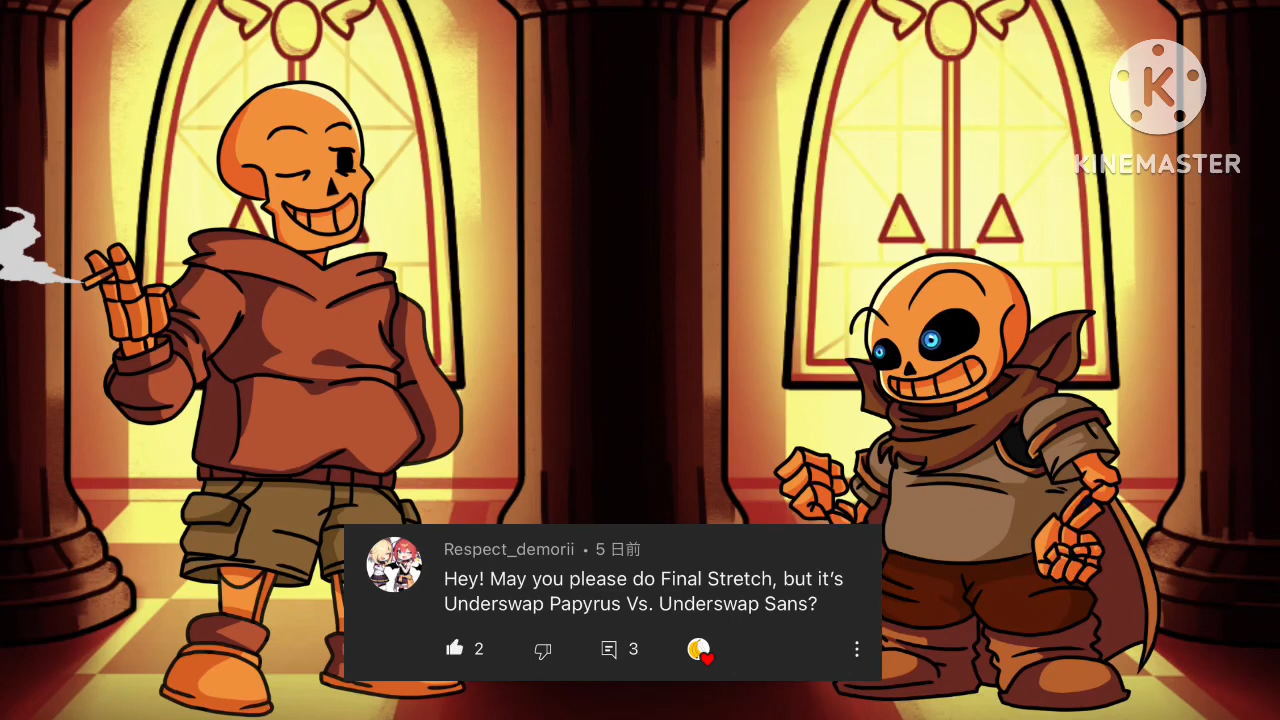 K
KINEMASTER
Respect_demorii • 5 日前
Hey! May you please do Final Stretch, but it’s
Underswap Papyrus Vs. Underswap Sans?
2
3